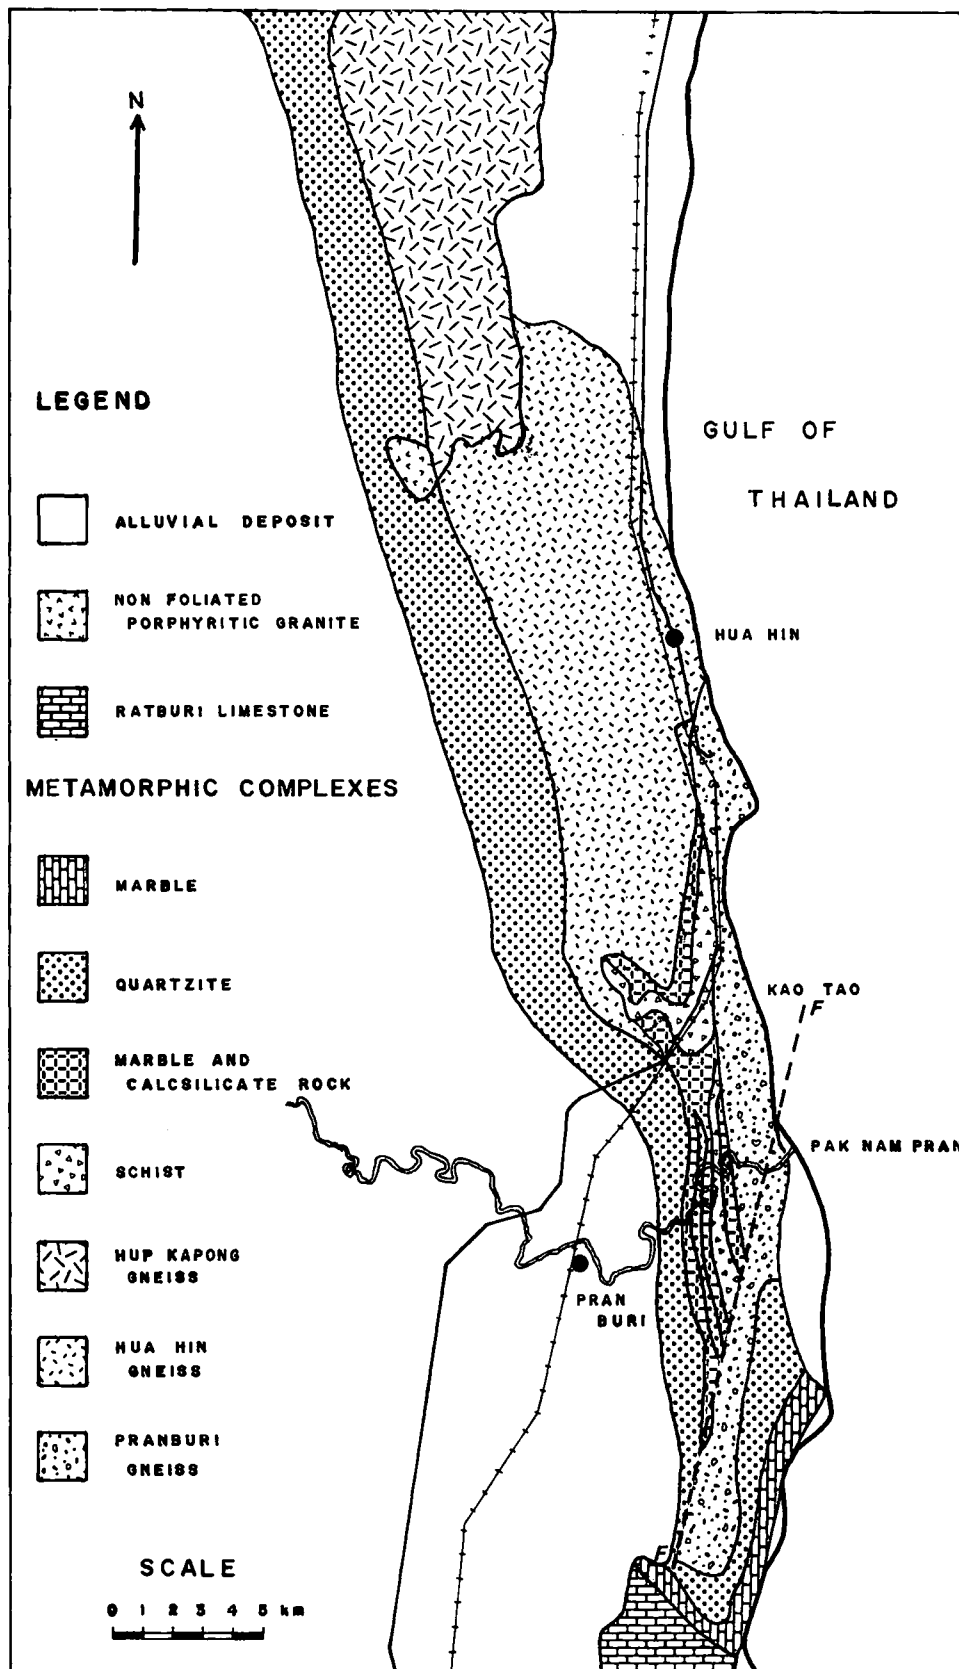 N
LEGEND
ALLUVIAL DEPOSIT
NON FOLIATED
PORPHYRITIC GRANITE
RATBURI LIMESTONE
METAMORPHIC COMPLEXES
MARBLE
QUARTZITE
MARBLE AND
CALCSILICATE ROCK
SCHIST
HUP KAPONG
GNEISS
HUA HIN
GNEISS
PRANBURI
GNEISS
SCALE
0 1 2 3 4 5 km
GULF OF
THAILAND
HUA HIN
KAO TAO
F
PAK NAM PRAN
PRAN
BURI
F